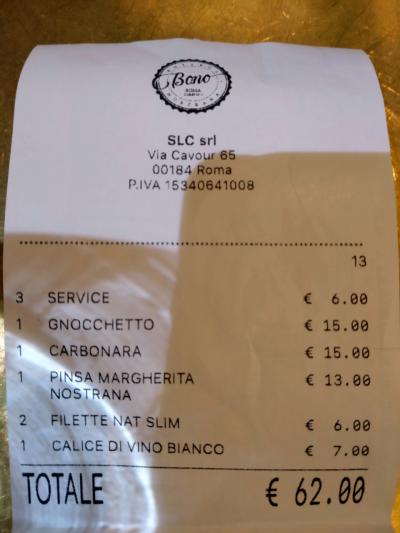 Bono
ROMA
NOSTRANA
SLC srl
Via Cavour 65
00184 Roma
P.IVA 15340641008
13
3 SERVICE € 6.00
1 GNOCCHETTO € 15.00
1 CARBONARA € 15.00
1 PINSA MARGHERITA € 13.00
NOSTRANA
2 FILETTE NAT SLIM € 6.00
1 CALICE DI VINO BIANCO € 7.00
TOTALE € 62.00